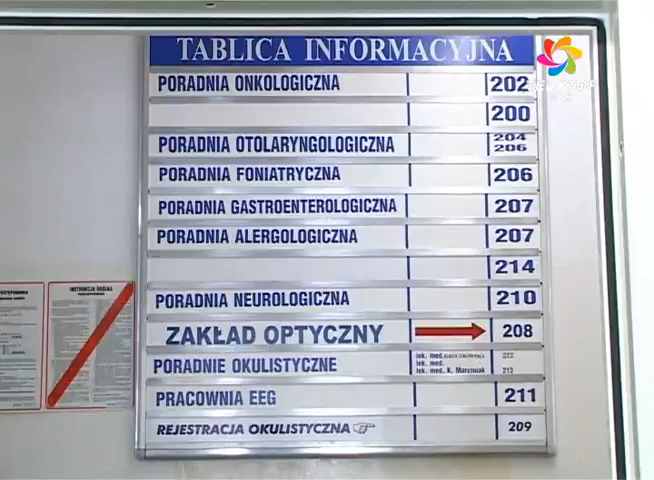 TABLICA INFORMACYJNA
PORADNIA ONKOLOGICZNA 202
200
PORADNIA OTOLARYNGOLOGICZNA 204
206
PORADNIA FONIATRYCZNA 206
PORADNIA GASTROENTEROLOGICZNA 207
PORADNIA ALERGOLOGICZNA 207
214
PORADNIA NEUROLOGICZNA 210
ZAKŁAD OPTYCZNY 208
PORADNIE OKULISTYCZNE lek. med. 222
lek. med.
lek. med. K. Marciniak 213
PRACOWNIA EEG 211
REJESTRACJA OKULISTYCZNA 209
INSTRUKCJA OGÓLNA